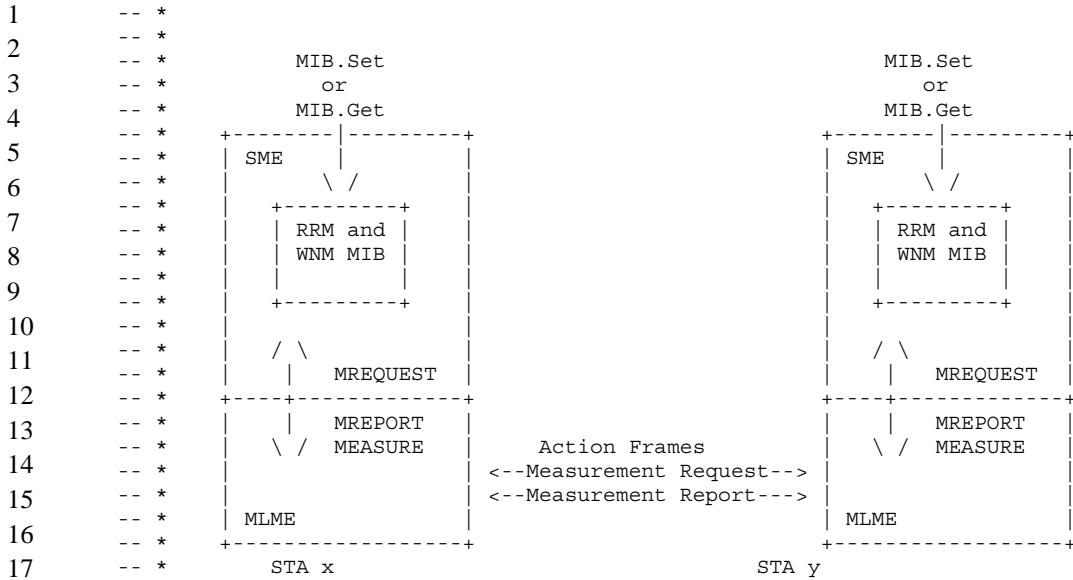 1 -- *
-- *
2 -- * MIB.Set MIB.Set
3 -- * or or
4 -- * MIB.Get MIB.Get
-- * +--------|---------+ +--------|---------+
5 -- * | SME | | | SME | |
6 -- * | \ / | | \ / |
-- * | +---------+ | | +---------+ |
7 -- * | | RRM and | | | | RRM and | |
8 -- * | | WNM MIB | | | | WNM MIB | |
9 -- * | | | | | | | |
-- * | +---------+ | | +---------+ |
10 -- * | | | |
11 -- * | / \ | | / \ |
-- * | | MREQUEST | | | MREQUEST |
12 -- * +----+-------------+ +----+-------------+
13 -- * | | MREPORT | | | MREPORT |
-- * | \ / MEASURE | Action Frames | \ / MEASURE |
14 -- * | | <--Measurement Request--> | |
15 -- * | | <--Measurement Report---> | |
-- * | MLME | | MLME |
16 -- * +------------------+ +------------------+
17 -- * STA x STA y